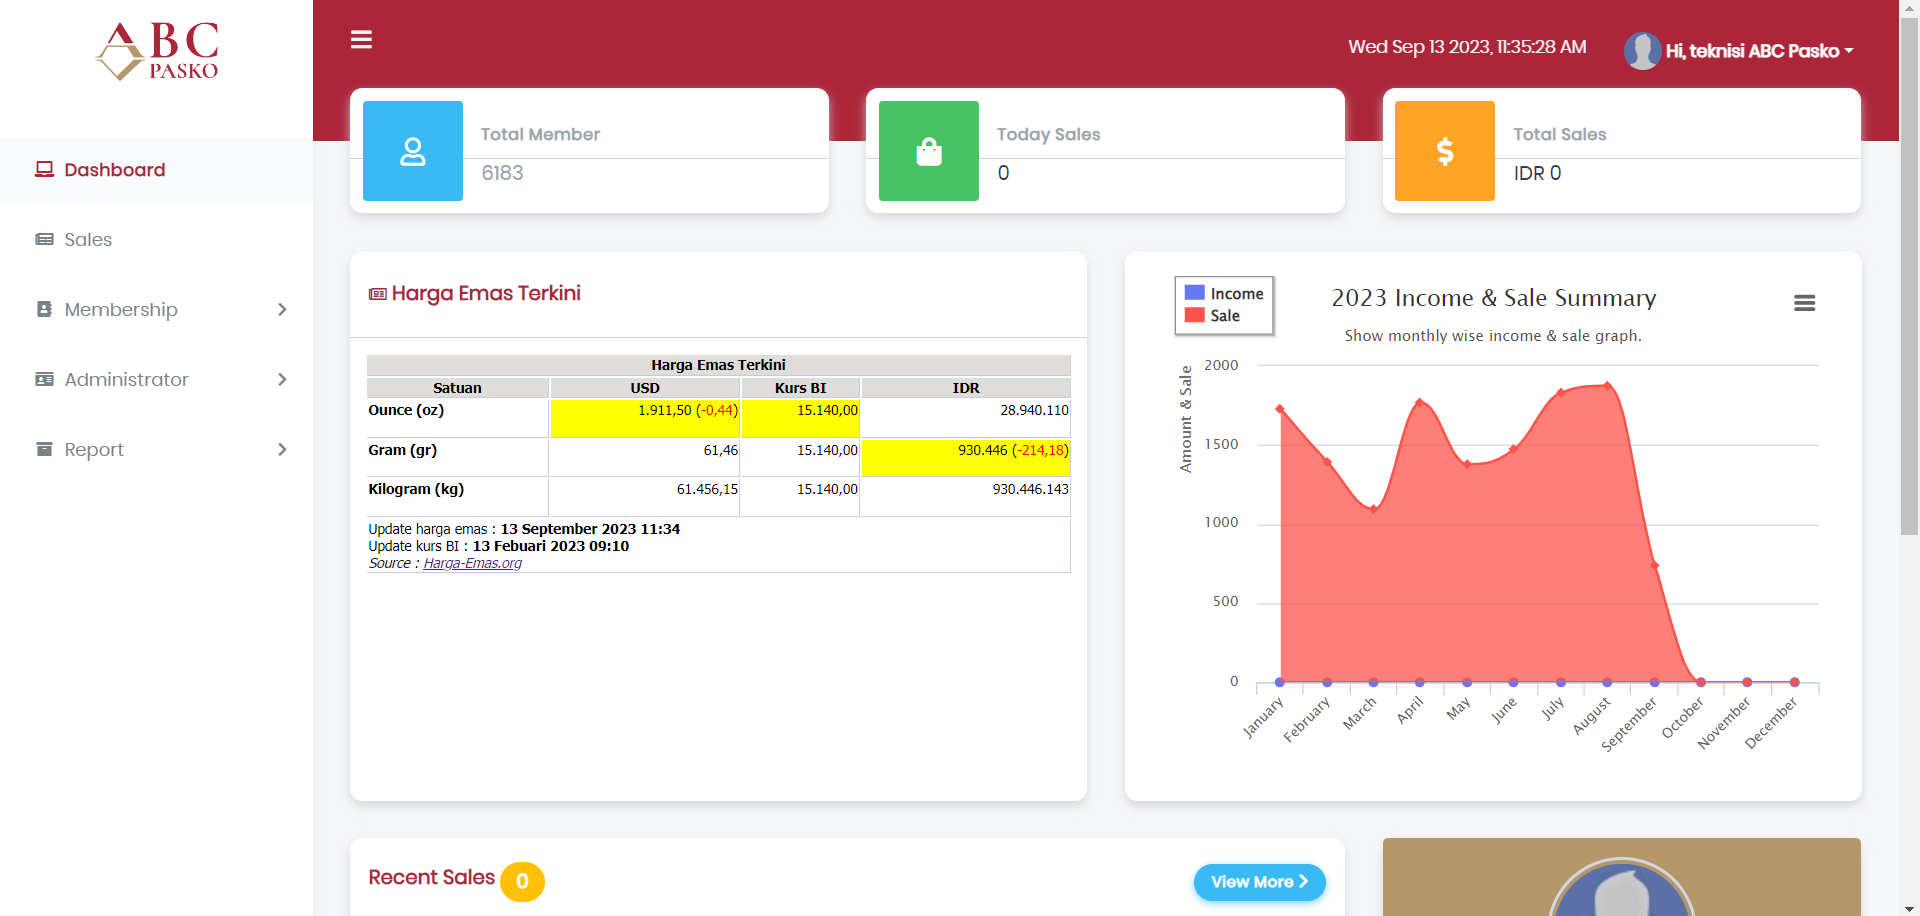 ABC
PASKO
Wed Sep 13 2023, 11:35:28 AM
Hi, teknisi ABC Pasko
Dashboard
Sales
Membership
Administrator
Report
Total Member
6183
Today Sales
0
Total Sales
IDR 0
Harga Emas Terkini
Harga Emas Terkini
Satuan USD Kurs BI IDR
Ounce (oz) 1.911,50 (-0,44) 15.140,00 28.940.110
Gram (gr) 61,46 15.140,00 930.446 (-214,18)
Kilogram (kg) 61.456,15 15.140,00 930.446.143
Update harga emas : 13 September 2023 11:34
Update kurs BI : 13 Febuari 2023 09:10
Source : Harga-Emas.org
Income
Sale
2023 Income & Sale Summary
Show monthly wise income & sale graph.
Amount & Sale
2000
1500
1000
500
0
January February March April May June July August September October November December
Recent Sales 0
View More